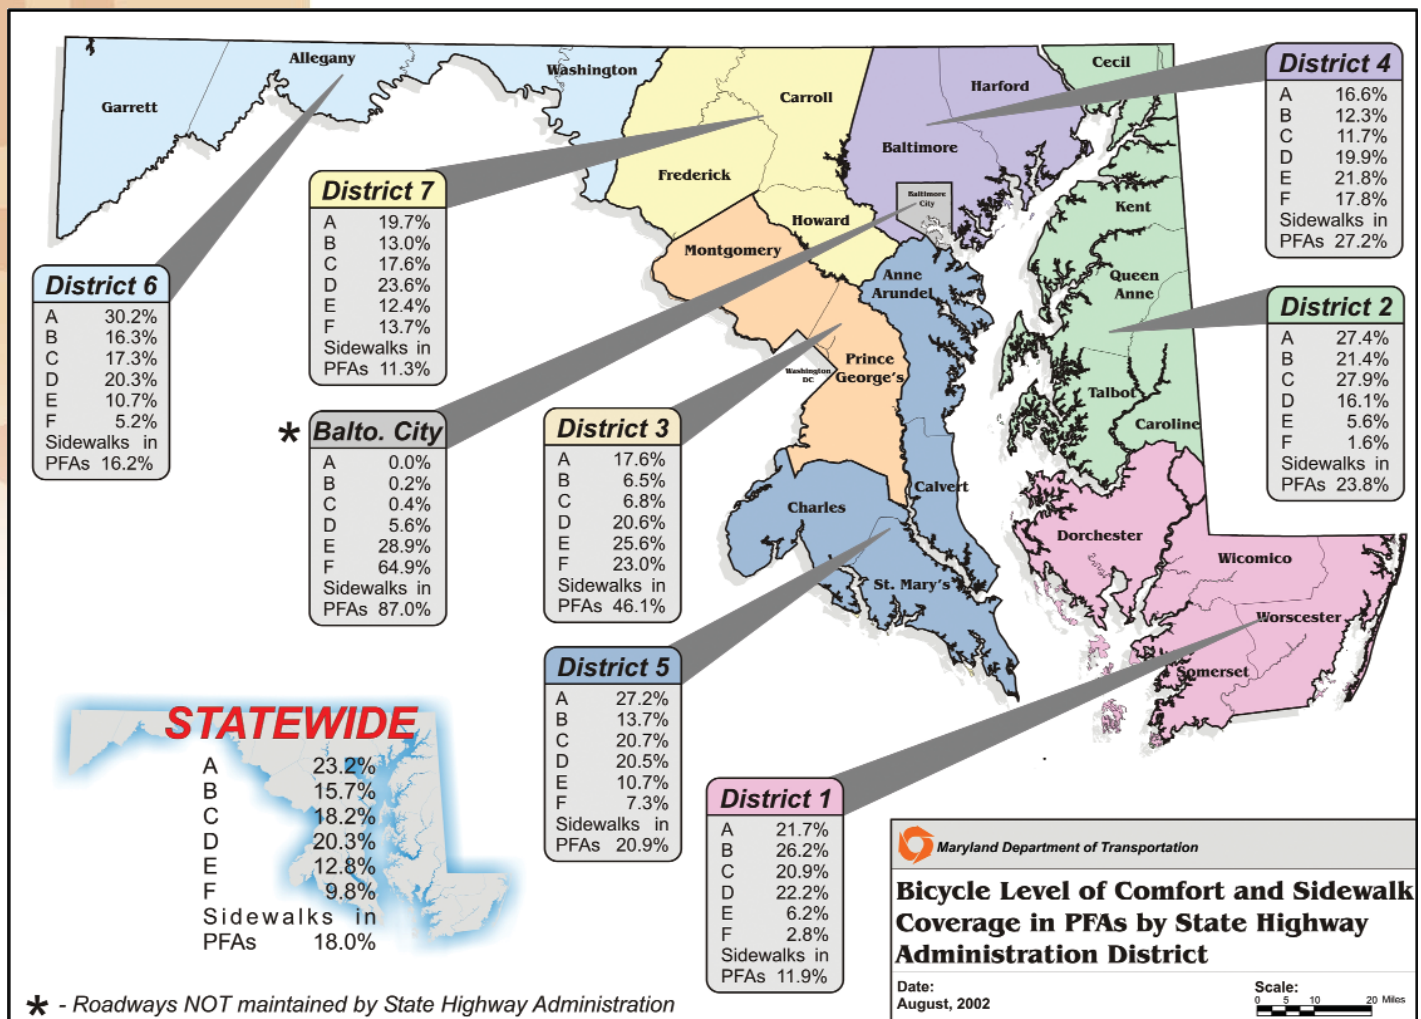 Garrett
Allegany
Washington
Carroll
Frederick
Howard
Montgomery
Baltimore
Harford
Baltimore
City
Cecil
Kent
Queen
Anne
Talbot
Caroline
Anne
Arundel
Prince
George's
Washington
DC
Calvert
Charles
St. Mary's
Dorchester
Wicomico
Worscester
Somerset
District 4
A 16.6%
B 12.3%
C 11.7%
D 19.9%
E 21.8%
F 17.8%
Sidewalks in
PFAs 27.2%
District 7
A 19.7%
B 13.0%
C 17.6%
D 23.6%
E 12.4%
F 13.7%
Sidewalks in
PFAs 11.3%
District 6
A 30.2%
B 16.3%
C 17.3%
D 20.3%
E 10.7%
F 5.2%
Sidewalks in
PFAs 16.2%
District 2
A 27.4%
B 21.4%
C 27.9%
D 16.1%
E 5.6%
F 1.6%
Sidewalks in
PFAs 23.8%
* Balto. City
A 0.0%
B 0.2%
C 0.4%
D 5.6%
E 28.9%
F 64.9%
Sidewalks in
PFAs 87.0%
District 3
A 17.6%
B 6.5%
C 6.8%
D 20.6%
E 25.6%
F 23.0%
Sidewalks in
PFAs 46.1%
District 5
A 27.2%
B 13.7%
C 20.7%
D 20.5%
E 10.7%
F 7.3%
Sidewalks in
PFAs 20.9%
STATEWIDE
A 23.2%
B 15.7%
C 18.2%
D 20.3%
E 12.8%
F 9.8%
Sidewalks in
PFAs 18.0%
District 1
A 21.7%
B 26.2%
C 20.9%
D 22.2%
E 6.2%
F 2.8%
Sidewalks in
PFAs 11.9%
* - Roadways NOT maintained by State Highway Administration
Maryland Department of Transportation
Bicycle Level of Comfort and Sidewalk
Coverage in PFAs by State Highway
Administration District
Date:
August, 2002
Scale:
0 5 10 20 Miles